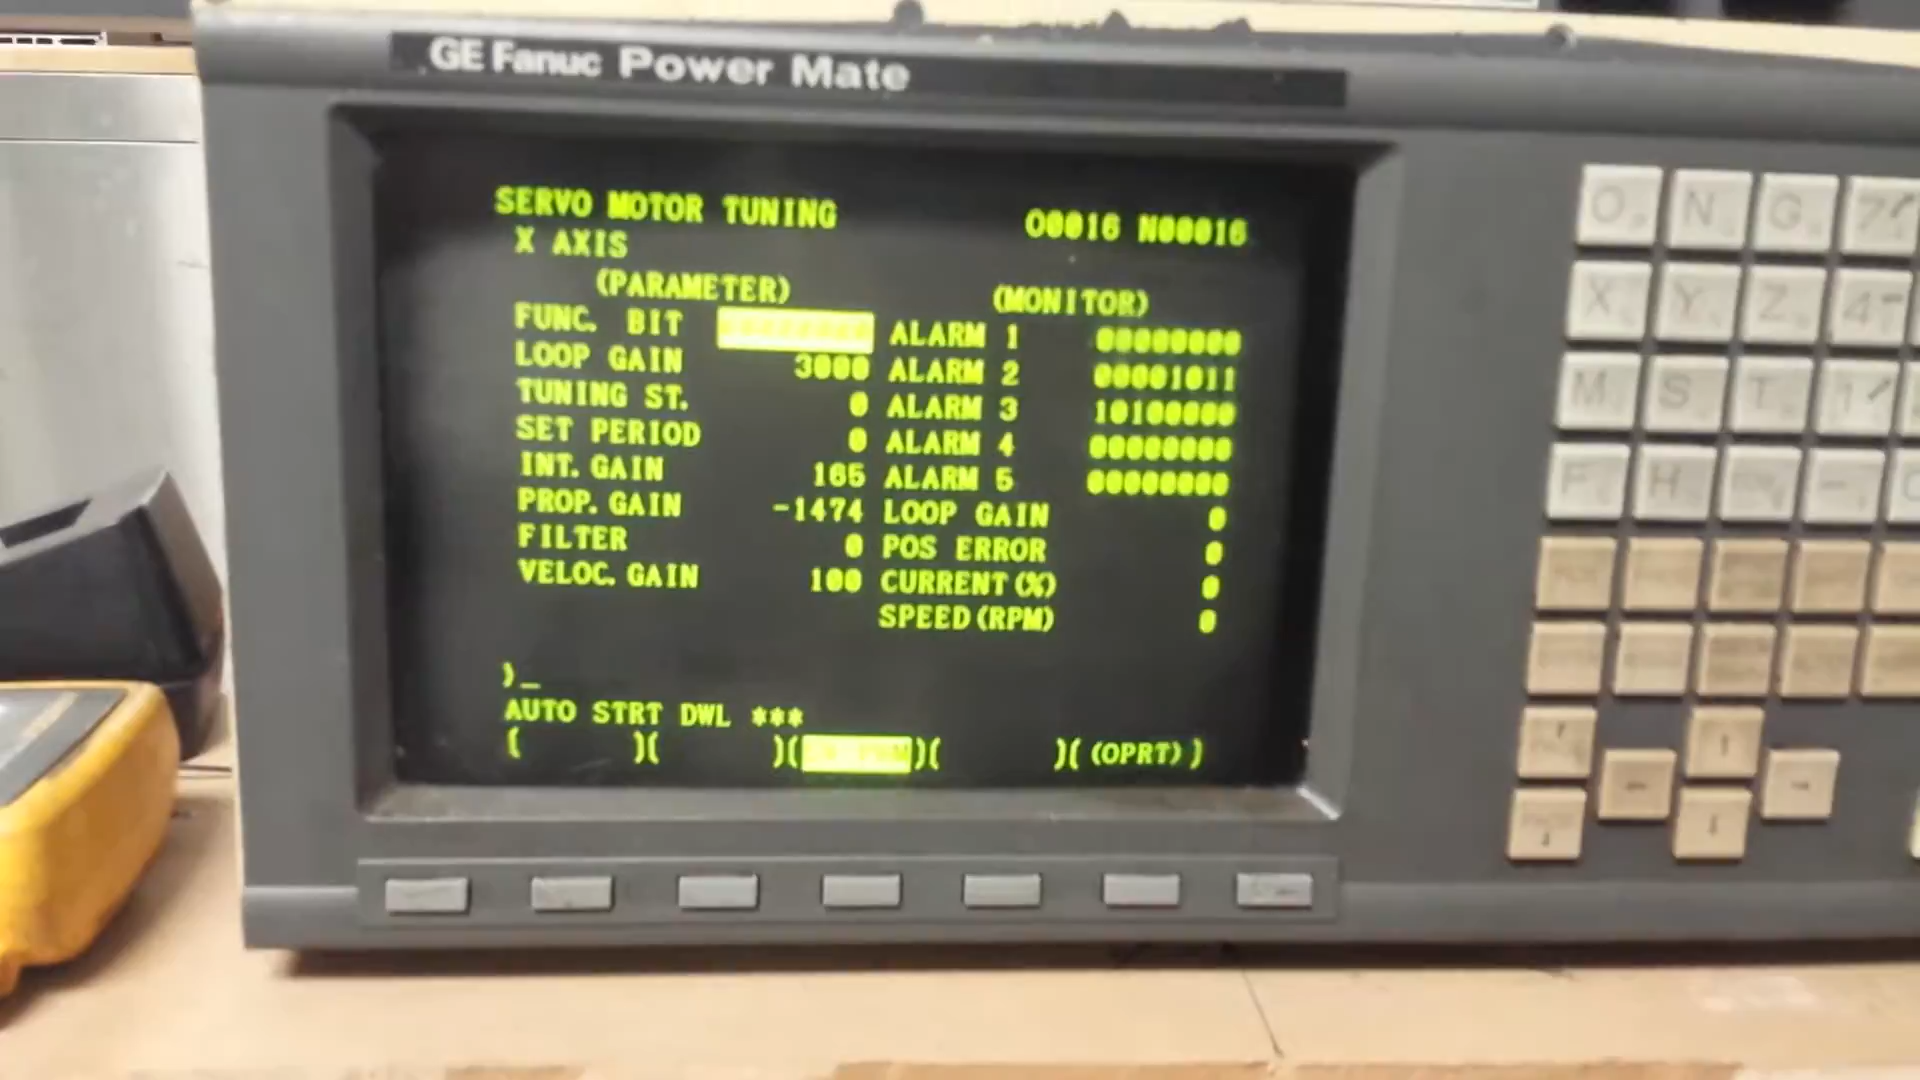 GE Fanuc Power Mate
SERVO MOTOR TUNING O0016 N00016
X AXIS
(PARAMETER) (MONITOR)
FUNC. BIT ALARM 1 00000000
LOOP GAIN 3000 ALARM 2 00001011
TUNING ST. 0 ALARM 3 10100000
SET PERIOD 0 ALARM 4 00000000
INT. GAIN 165 ALARM 5 00000000
PROP. GAIN -1474 LOOP GAIN 0
FILTER 0 POS ERROR 0
VELOC. GAIN 100 CURRENT(%) 0
SPEED(RPM) 0
)_
AUTO STRT DWL ***
[ )( )( )( )( (OPRT) )
O N G 7
X Y Z 4
M S T 1
F H -